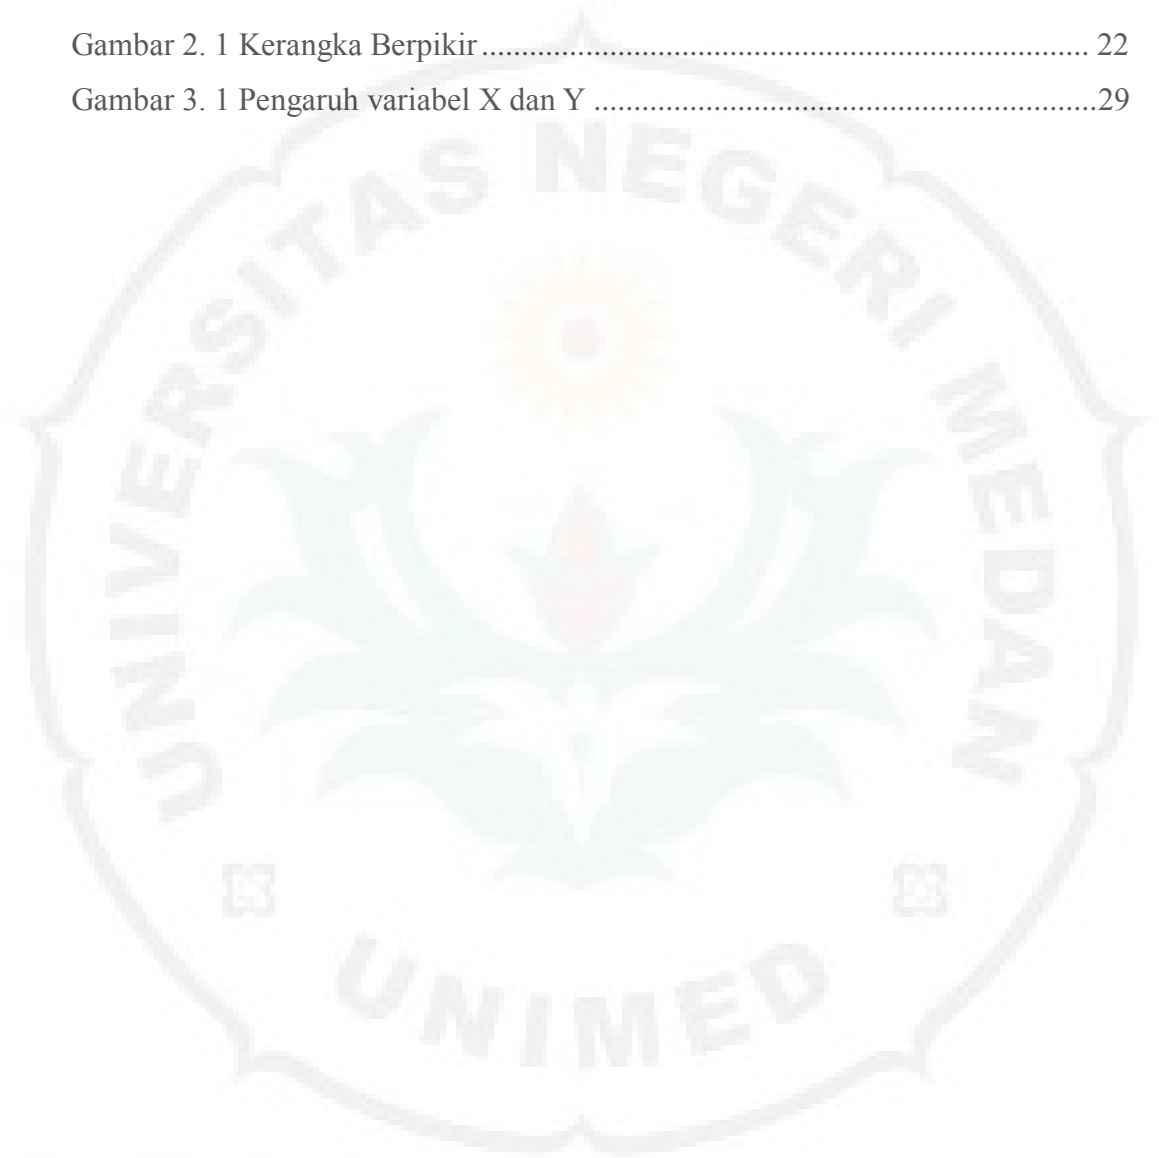 Gambar 2. 1 Kerangka Berpikir............................................................................ 22
Gambar 3. 1 Pengaruh variabel X dan Y ...............................................................29
UNIVERSITAS NEGERI MEDAN
UNIMED